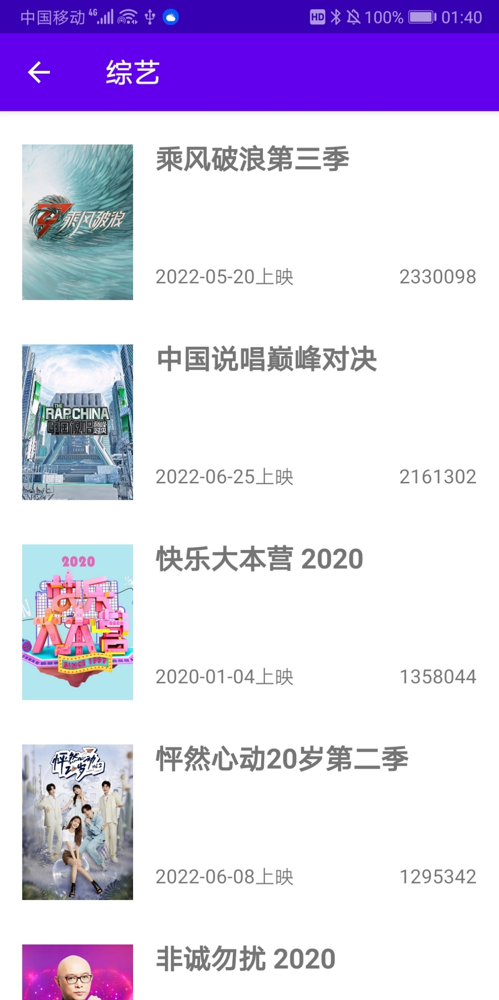 中国移动 4G HD 100% 01:40
综艺
乘风破浪第三季
乘风破浪
2022-05-20上映 2330098
中国说唱巅峰对决
THE
RAP CHINA
中国说唱巅峰对决
2022-06-25上映 2161302
快乐大本营 2020
2020
快乐
大本营
SINCE 1997
2020-01-04上映 1358044
怦然心动20岁第二季
怦然心动
20岁 VOL.2
2022-06-08上映 1295342
非诚勿扰 2020